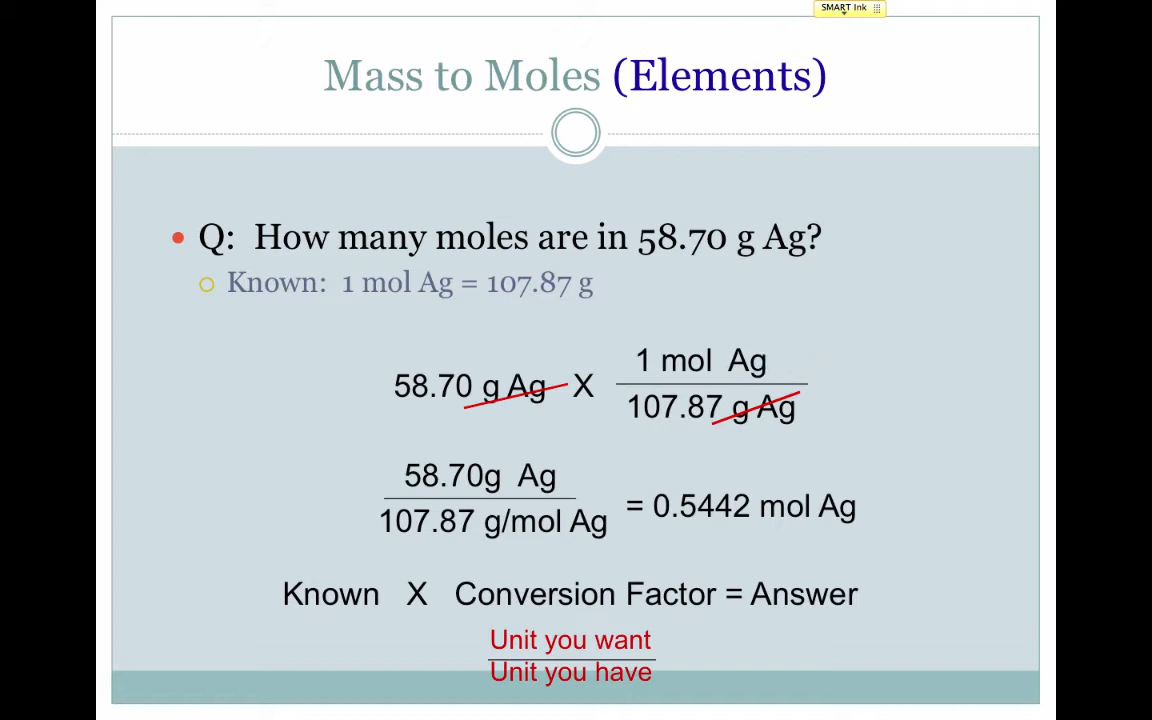 SMART Ink
Mass to Moles (Elements)
Q: How many moles are in 58.70 g Ag?
Known: 1 mol Ag = 107.87 g
1 mol Ag
58.70 g Ag X
107.87 g Ag
58.70g Ag
107.87 g/mol Ag
= 0.5442 mol Ag
Known X Conversion Factor = Answer
Unit you want
Unit you have